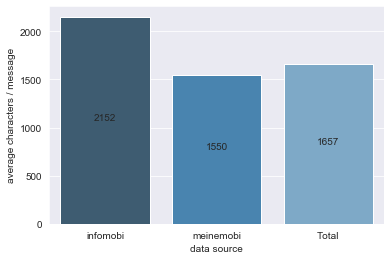 average characters / message
2000
1500
1000
500
0
2152
1550
1657
infomobi
meinemobi
Total
data source